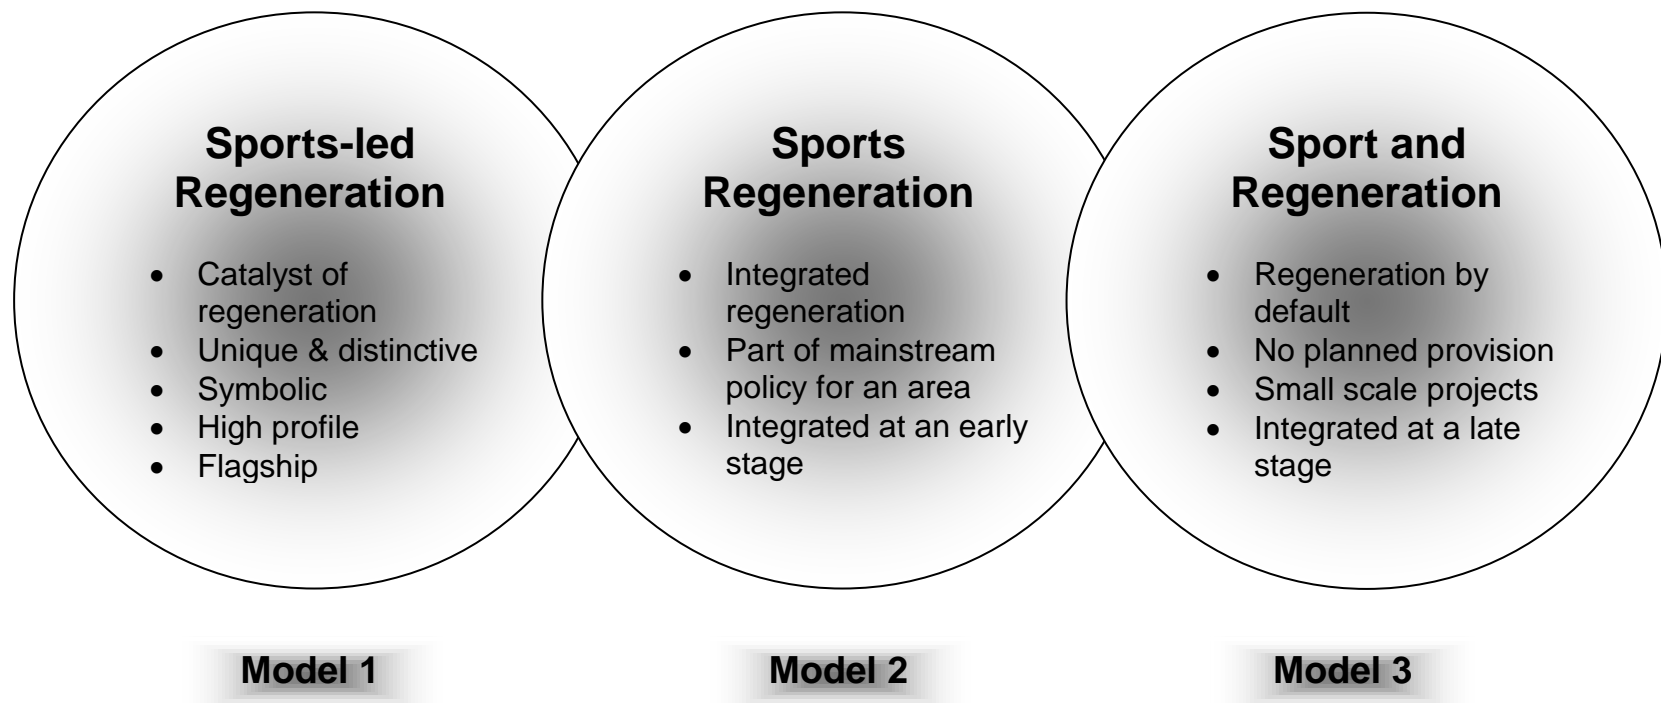 Sports-led
Regeneration
• Catalyst of
regeneration
• Unique & distinctive
• Symbolic
• High profile
• Flagship
Sports
Regeneration
• Integrated
regeneration
• Part of mainstream
policy for an area
• Integrated at an early
stage
Sport and
Regeneration
• Regeneration by
default
• No planned provision
• Small scale projects
• Integrated at a late
stage
Model 1
Model 2
Model 3